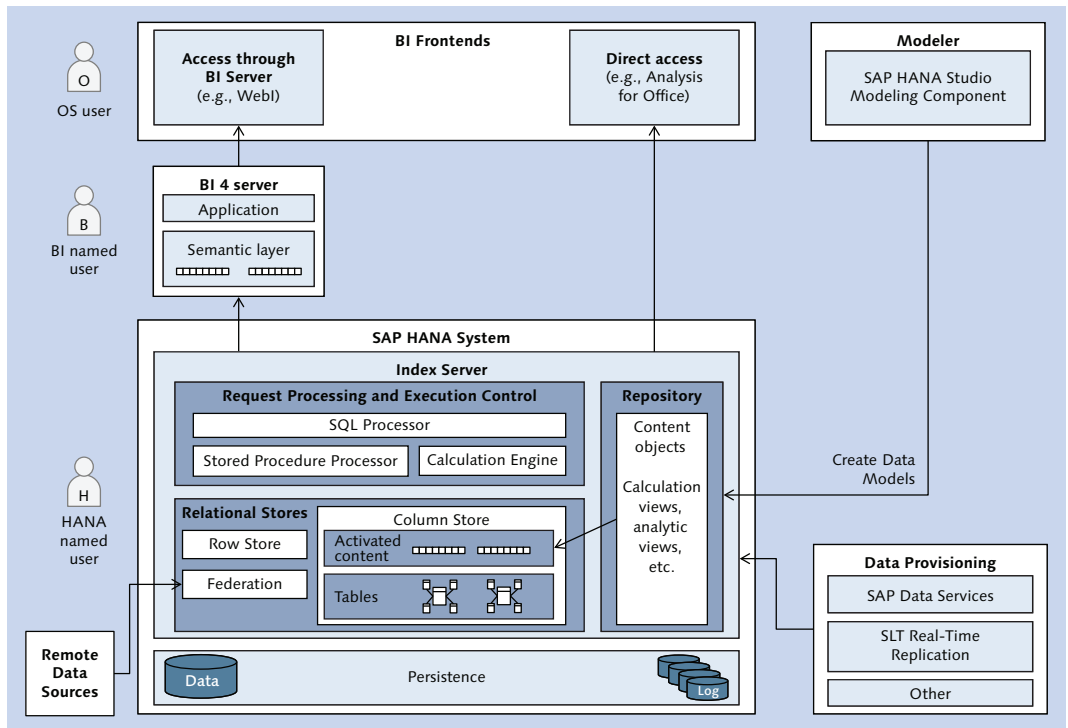 BI Frontends
Access through
BI Server
(e.g., WebI)
Direct access
(e.g., Analysis
for Office)
Modeler
SAP HANA Studio
Modeling Component
O
OS user
BI 4 server
Application
Semantic layer
B
BI named
user
SAP HANA System
Index Server
Request Processing and Execution Control
SQL Processor
Stored Procedure Processor
Calculation Engine
Repository
Content
objects
Calculation
views,
analytic
views,
etc.
Create Data
Models
H
HANA
named
user
Relational Stores
Row Store
Federation
Column Store
Activated
content
Tables
Data Provisioning
SAP Data Services
SLT Real-Time
Replication
Other
Remote
Data
Sources
Data
Persistence
Log